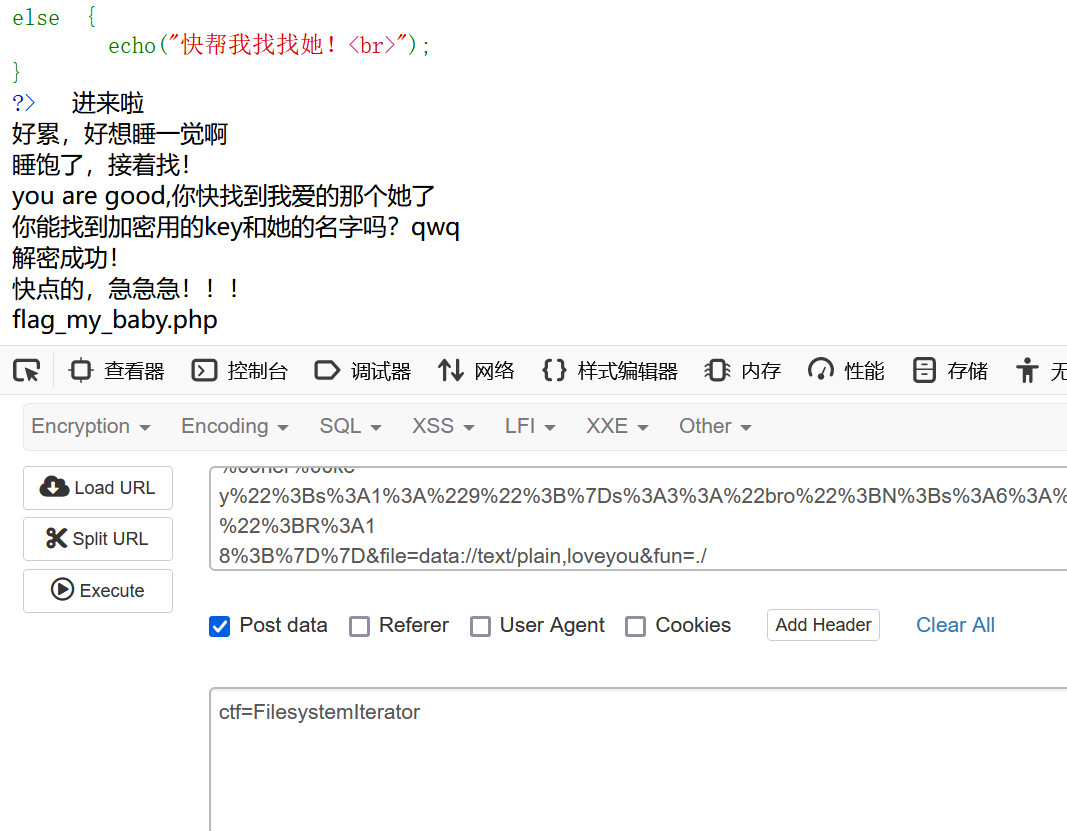 else {
echo("快帮我找找她！<br>");
}
?> 进来啦
好累，好想睡一觉啊
睡饱了，接着找！
you are good,你快找到我爱的那个她了
你能找到加密用的key和她的名字吗？qwq
解密成功！
快点的，急急急！！！
flag_my_baby.php
查看器 控制台 调试器 网络 样式编辑器 内存 性能 存储 无
Encryption Encoding SQL XSS LFI XXE Other
Load URL
y%22%3Bs%3A1%3A%229%22%3B%7Ds%3A3%3A%22bro%22%3BN%3Bs%3A6%3A%
%22%3BR%3A1
Split URL
8%3B%7D%7D&file=data://text/plain,loveyou&fun=./
Execute
Post data Referer User Agent Cookies Add Header Clear All
ctf=FilesystemIterator